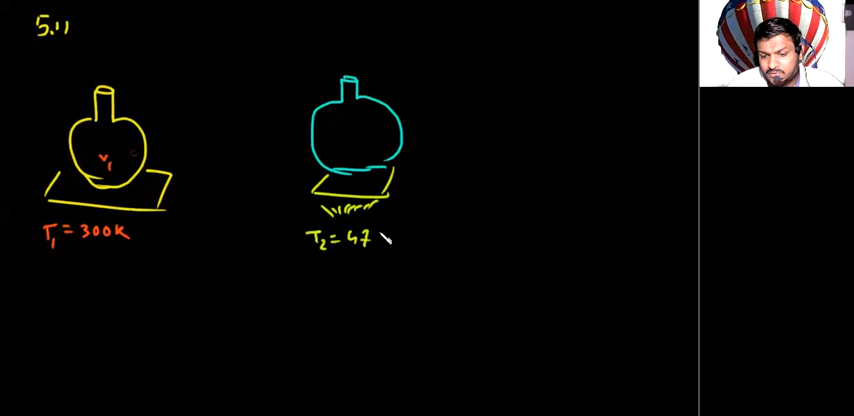 5.11
V₁
T₁ = 300K
T₂ = 47